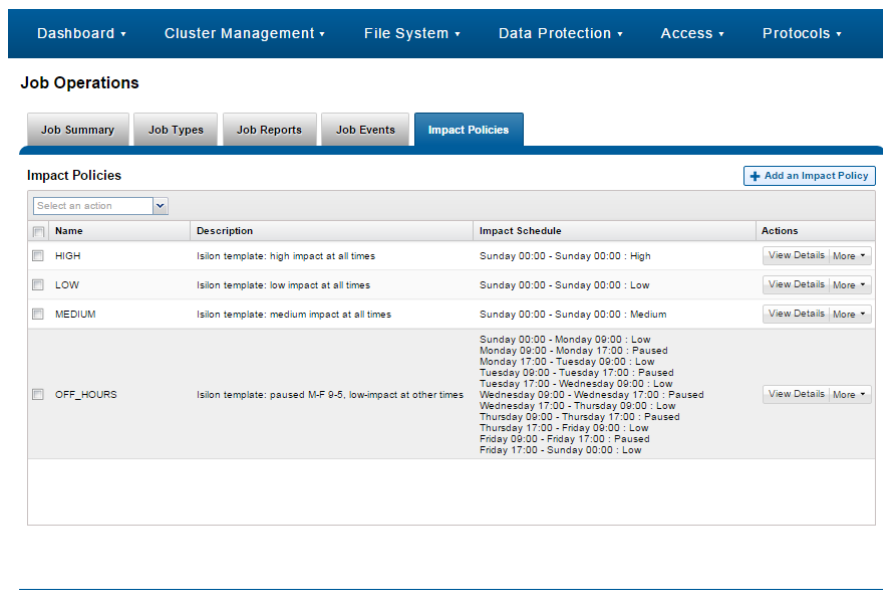 Dashboard Cluster Management File System Data Protection Access Protocols
Job Operations
Job Summary Job Types Job Reports Job Events Impact Policies
Impact Policies
+ Add an Impact Policy
Select an action
Name Description Impact Schedule Actions
HIGH Isilon template: high impact at all times Sunday 00:00 - Sunday 00:00 : High View Details More
LOW Isilon template: low impact at all times Sunday 00:00 - Sunday 00:00 : Low View Details More
MEDIUM Isilon template: medium impact at all times Sunday 00:00 - Sunday 00:00 : Medium View Details More
OFF_HOURS Isilon template: paused M-F 9-5, low-impact at other times
Sunday 00:00 - Monday 09:00 : Low
Monday 09:00 - Monday 17:00 : Paused
Monday 17:00 - Tuesday 09:00 : Low
Tuesday 09:00 - Tuesday 17:00 : Paused
Tuesday 17:00 - Wednesday 09:00 : Low
Wednesday 09:00 - Wednesday 17:00 : Paused
Wednesday 17:00 - Thursday 09:00 : Low
Thursday 09:00 - Thursday 17:00 : Paused
Thursday 17:00 - Friday 09:00 : Low
Friday 09:00 - Friday 17:00 : Paused
Friday 17:00 - Sunday 00:00 : Low
View Details More